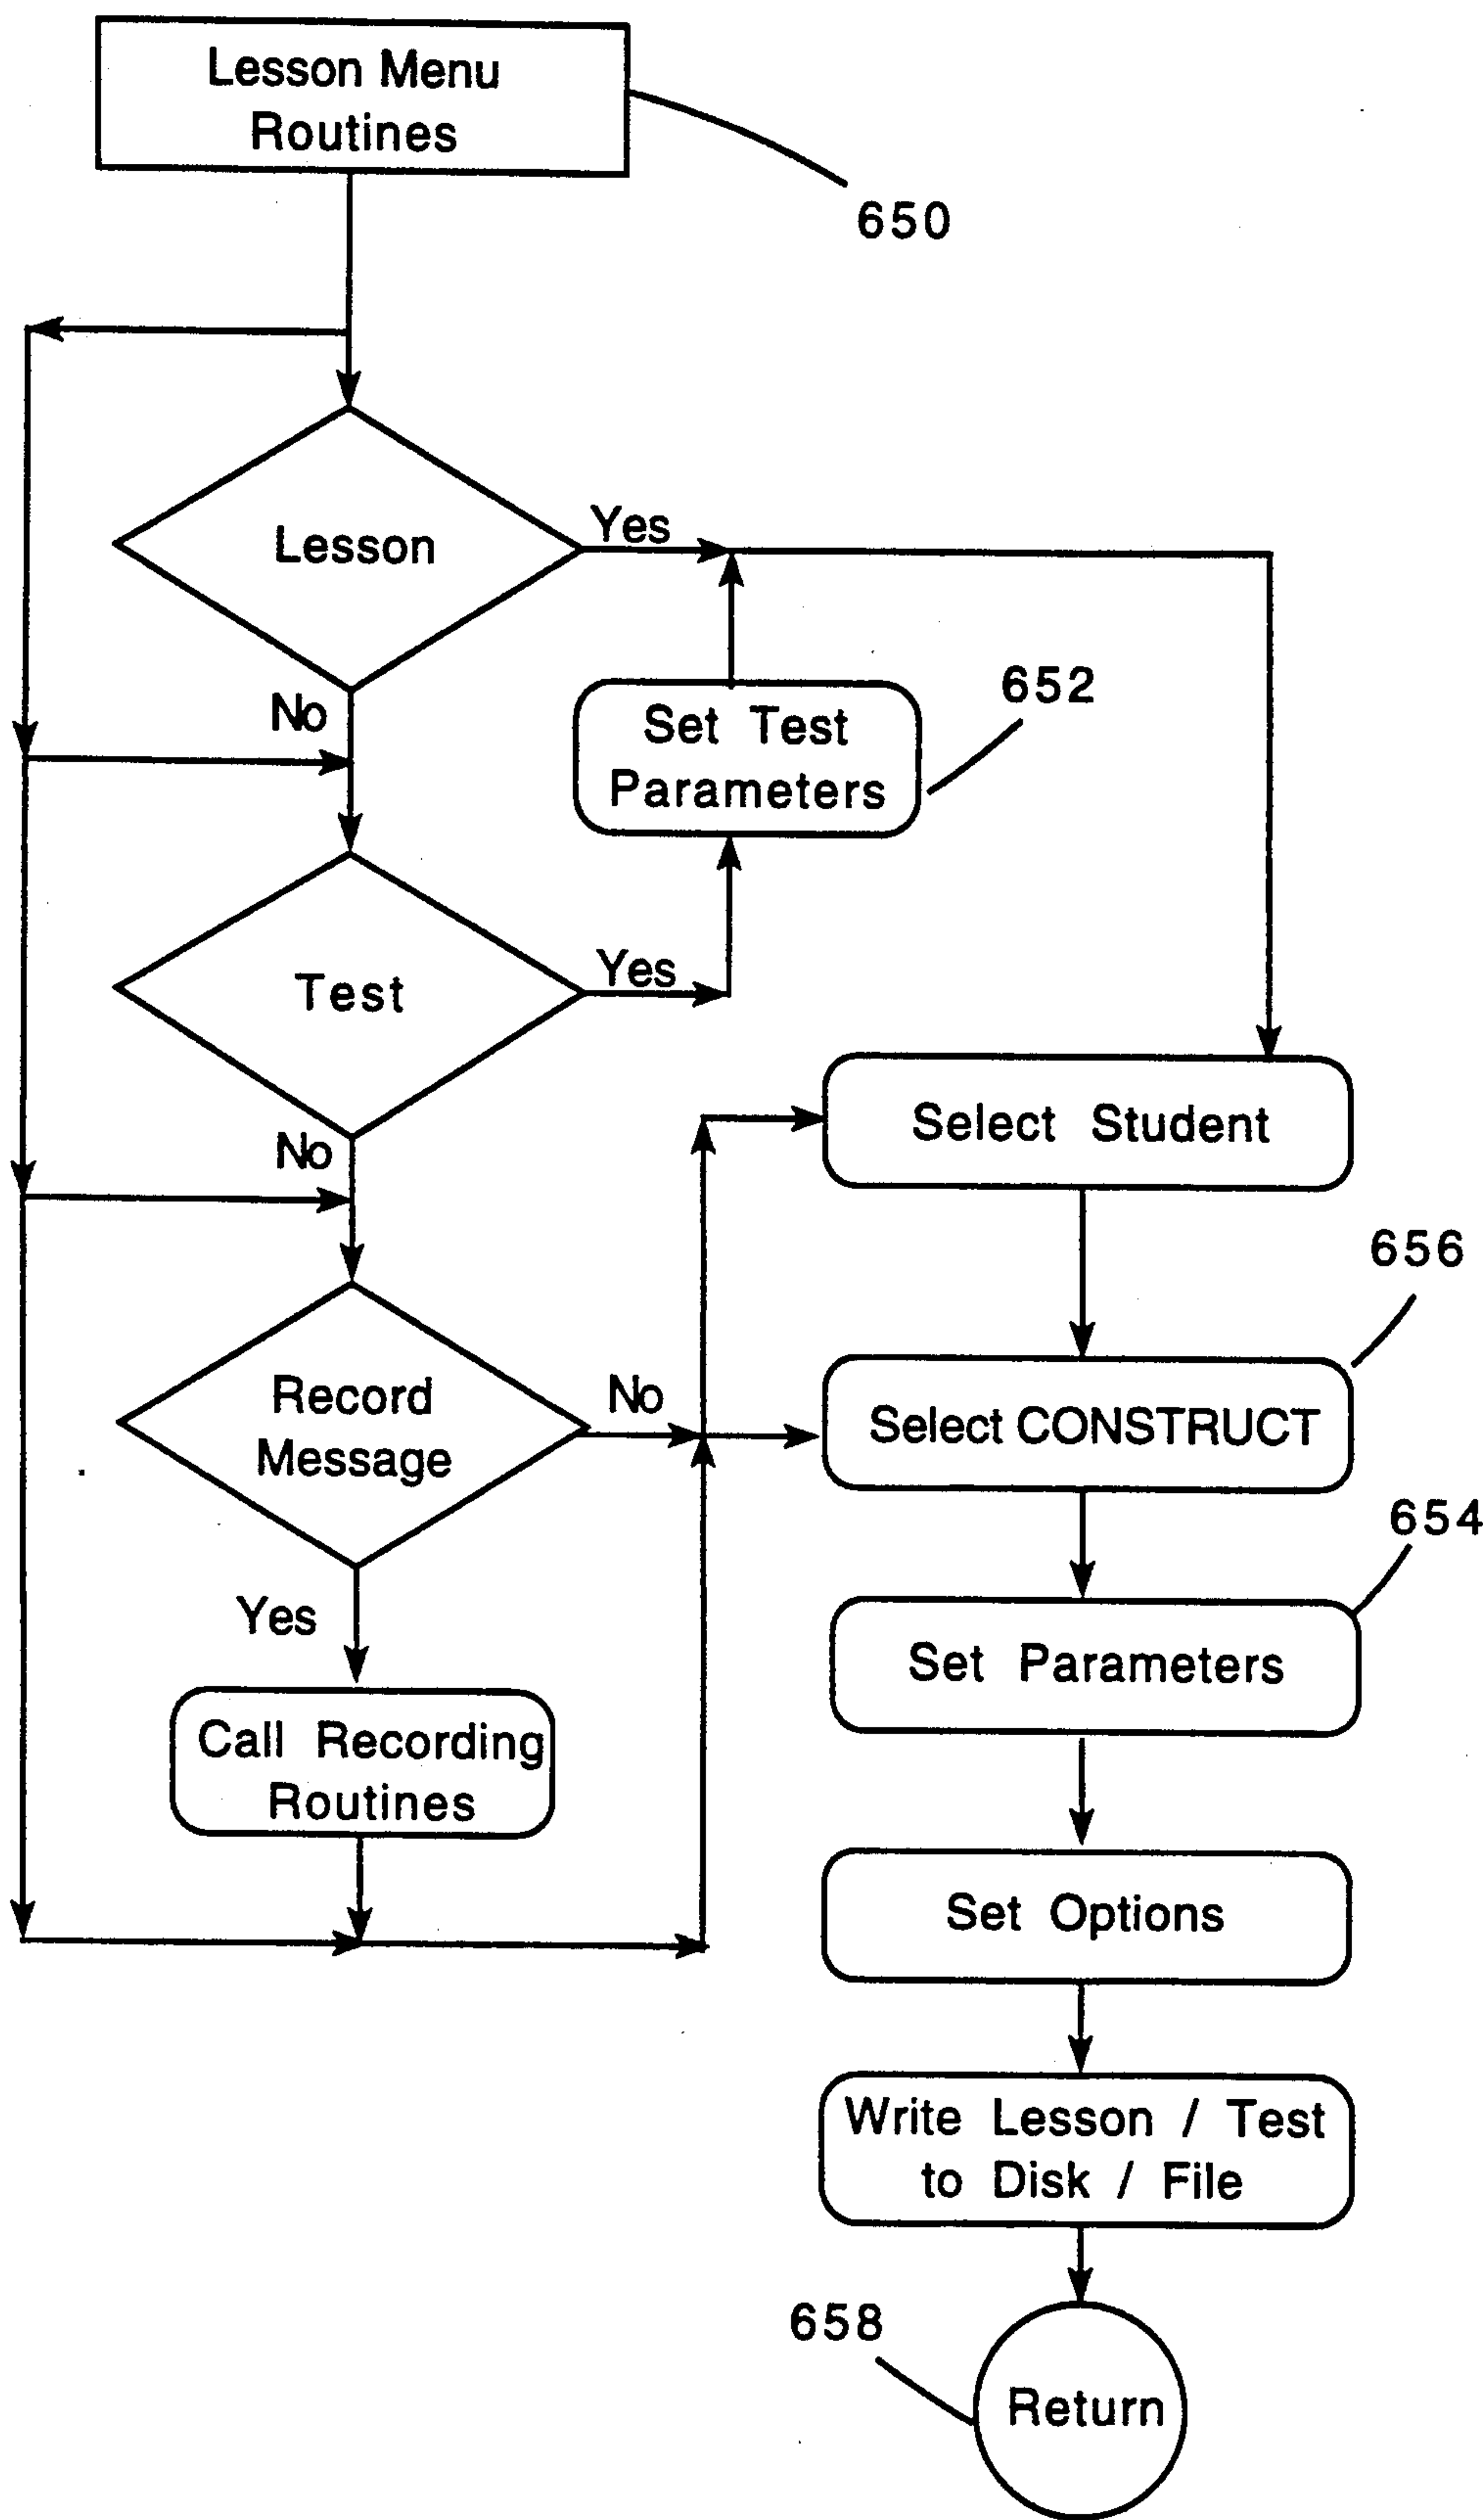 Lesson Menu
Routines
650
Lesson
Yes
No
652
Set Test
Parameters
Test
Yes
No
Select Student
656
Record
Message
No
Select CONSTRUCT
654
Yes
Set Parameters
Call Recording
Routines
Set Options
Write Lesson / Test
to Disk / File
658
Return